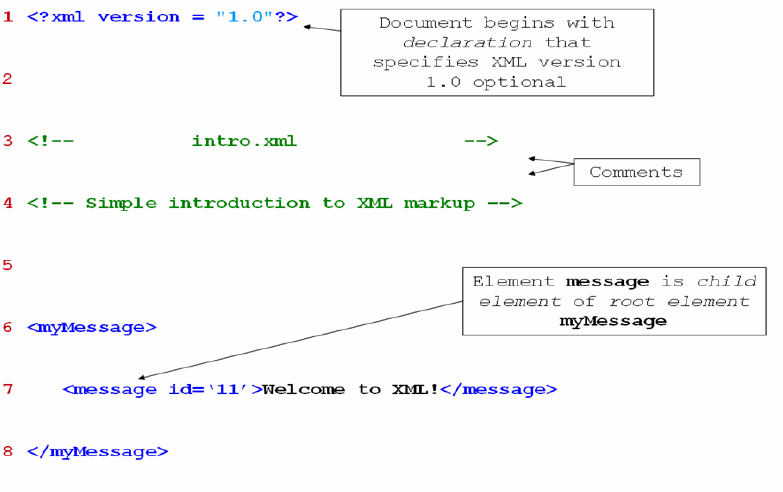 1 <?xml version = "1.0"?>
Document begins with
declaration that
specifies XML version
1.0 optional
2
3 <!-- intro.xml -->
Comments
4 <!-- Simple introduction to XML markup -->
5
Element message is child
element of root element
myMessage
6 <myMessage>
7 <message id=‘11’>Welcome to XML!</message>
8 </myMessage>